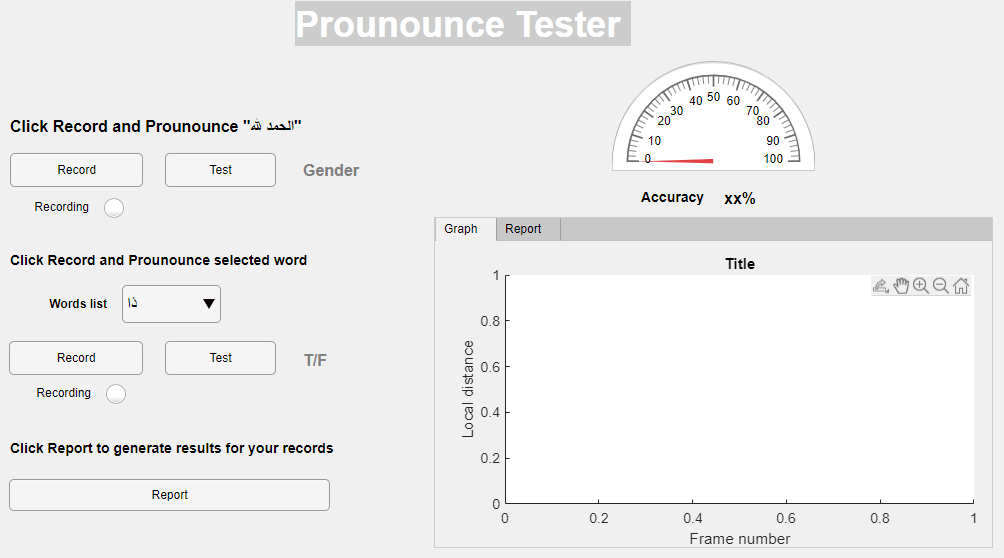 Prounounce Tester
Click Record and Prounounce "الحمد لله"
Record
Test
Gender
Recording
Click Record and Prounounce selected word
Words list
ذا
Record
Test
T/F
Recording
Click Report to generate results for your records
Report
0 10 20 30 40 50 60 70 80 90 100
Accuracy xx%
Graph
Report
Title
Local distance
1
0.8
0.6
0.4
0.2
0
0 0.2 0.4 0.6 0.8 1
Frame number